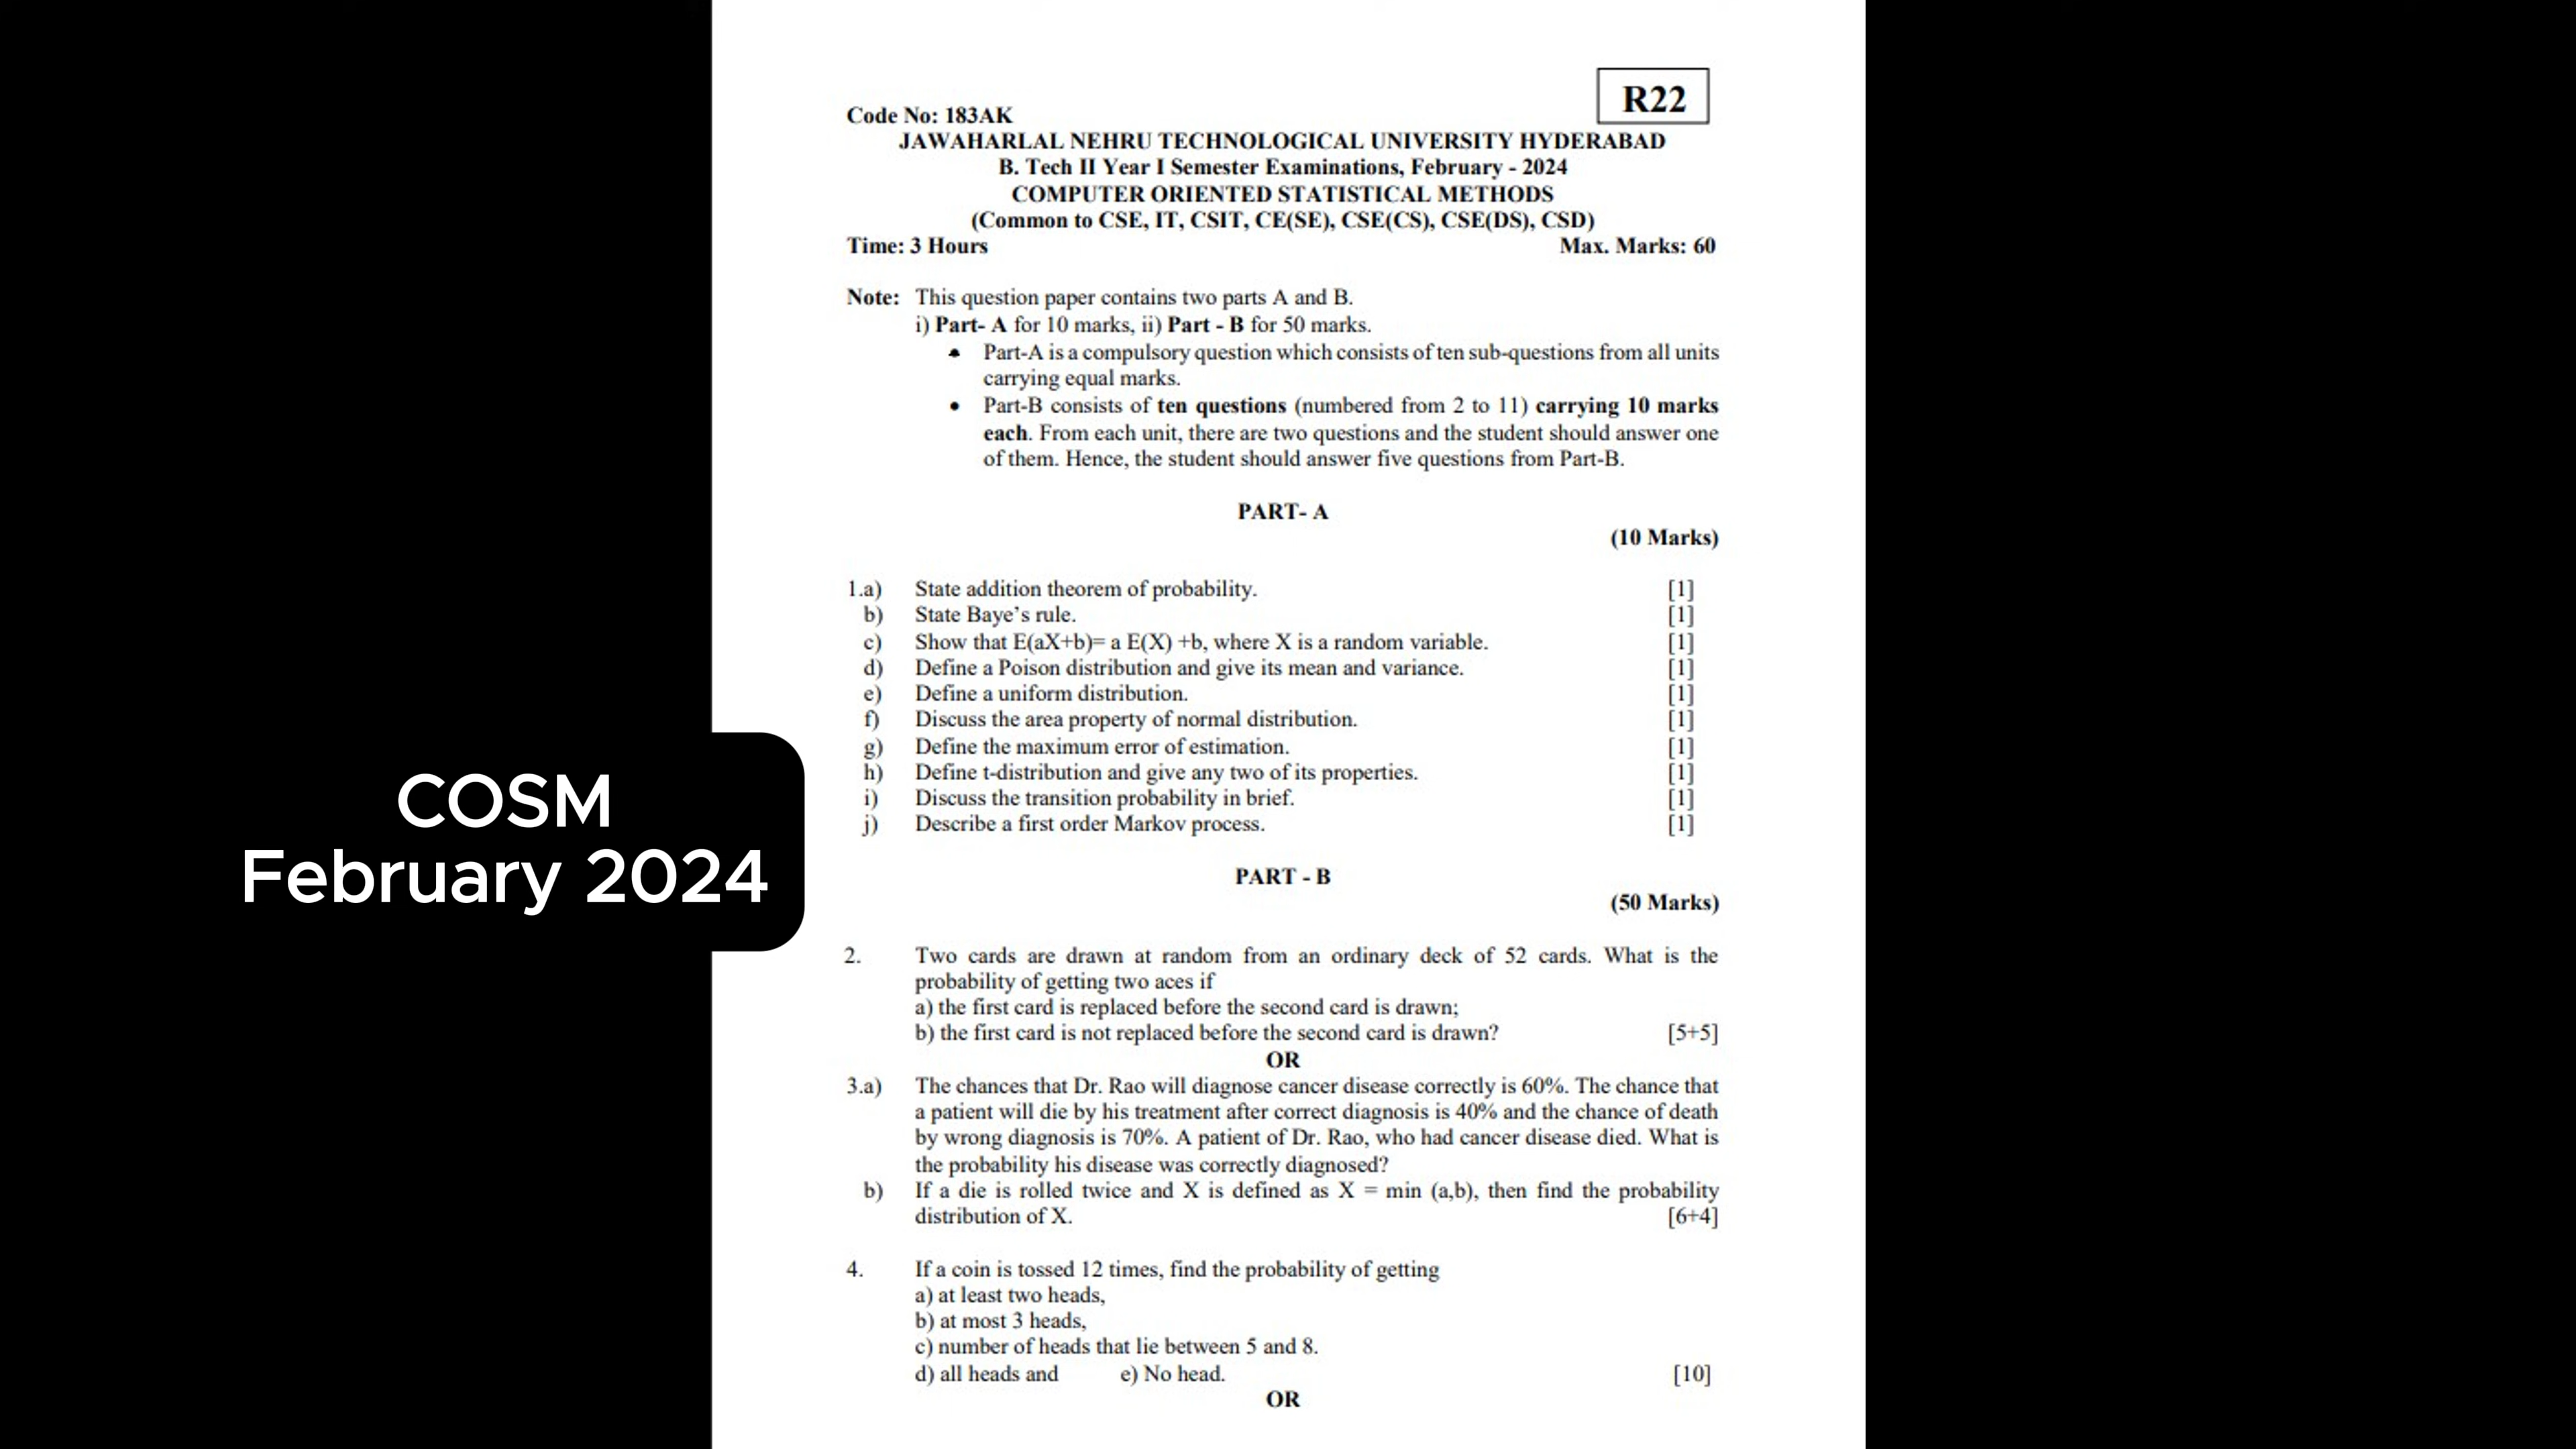 R22
Code No: 183AK
JAWAHARLAL NEHRU TECHNOLOGICAL UNIVERSITY HYDERABAD
B. Tech II Year I Semester Examinations, February - 2024
COMPUTER ORIENTED STATISTICAL METHODS
(Common to CSE, IT, CSIT, CE(SE), CSE(CS), CSE(DS), CSD)
Time: 3 Hours Max. Marks: 60
Note: This question paper contains two parts A and B.
i) Part- A for 10 marks, ii) Part - B for 50 marks.
• Part-A is a compulsory question which consists of ten sub-questions from all units
carrying equal marks.
• Part-B consists of ten questions (numbered from 2 to 11) carrying 10 marks
each. From each unit, there are two questions and the student should answer one
of them. Hence, the student should answer five questions from Part-B.
PART- A
(10 Marks)
1.a) State addition theorem of probability. [1]
b) State Baye's rule. [1]
c) Show that E(aX+b)= a E(X) +b, where X is a random variable. [1]
d) Define a Poison distribution and give its mean and variance. [1]
e) Define a uniform distribution. [1]
f) Discuss the area property of normal distribution. [1]
g) Define the maximum error of estimation. [1]
h) Define t-distribution and give any two of its properties. [1]
i) Discuss the transition probability in brief. [1]
j) Describe a first order Markov process. [1]
COSM
February 2024
PART - B
(50 Marks)
2. Two cards are drawn at random from an ordinary deck of 52 cards. What is the
probability of getting two aces if
a) the first card is replaced before the second card is drawn;
b) the first card is not replaced before the second card is drawn? [5+5]
OR
3.a) The chances that Dr. Rao will diagnose cancer disease correctly is 60%. The chance that
a patient will die by his treatment after correct diagnosis is 40% and the chance of death
by wrong diagnosis is 70%. A patient of Dr. Rao, who had cancer disease died. What is
the probability his disease was correctly diagnosed?
b) If a die is rolled twice and X is defined as X = min (a,b), then find the probability
distribution of X. [6+4]
4. If a coin is tossed 12 times, find the probability of getting
a) at least two heads,
b) at most 3 heads,
c) number of heads that lie between 5 and 8.
d) all heads and e) No head. [10]
OR